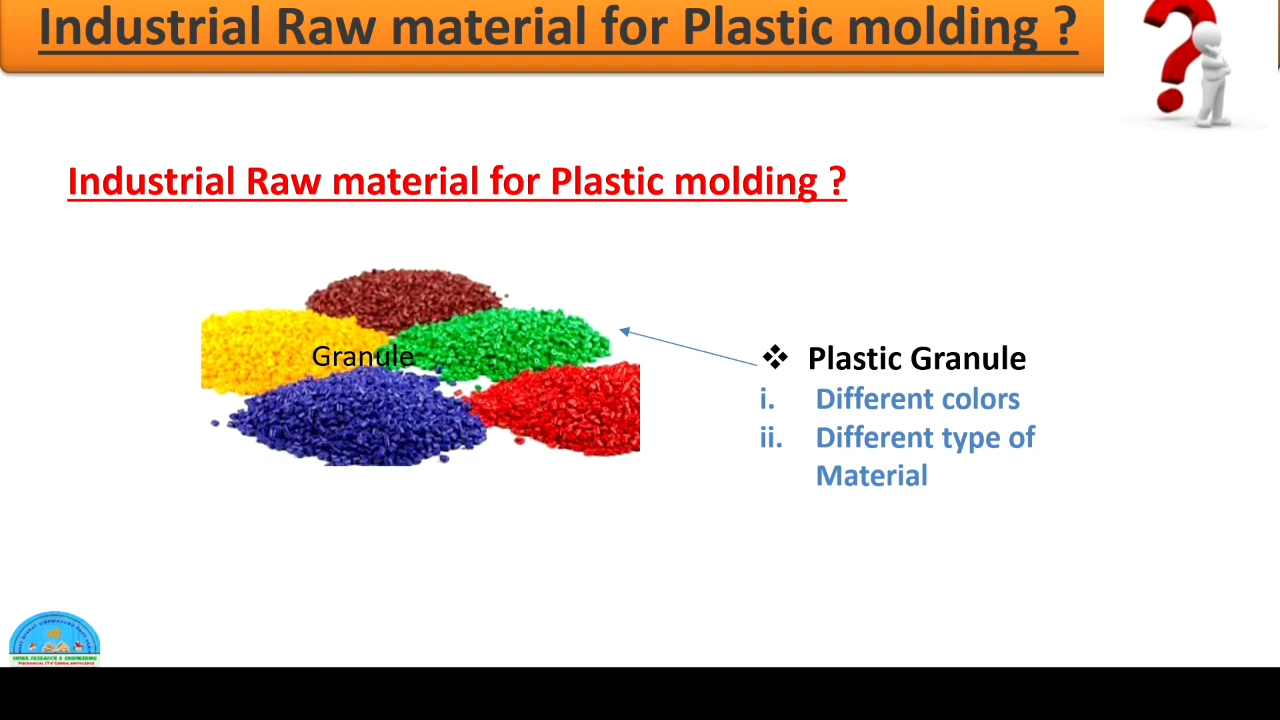 Industrial Raw material for Plastic molding ?
Industrial Raw material for Plastic molding ?
Granule
❖ Plastic Granule
i. Different colors
ii. Different type of
Material